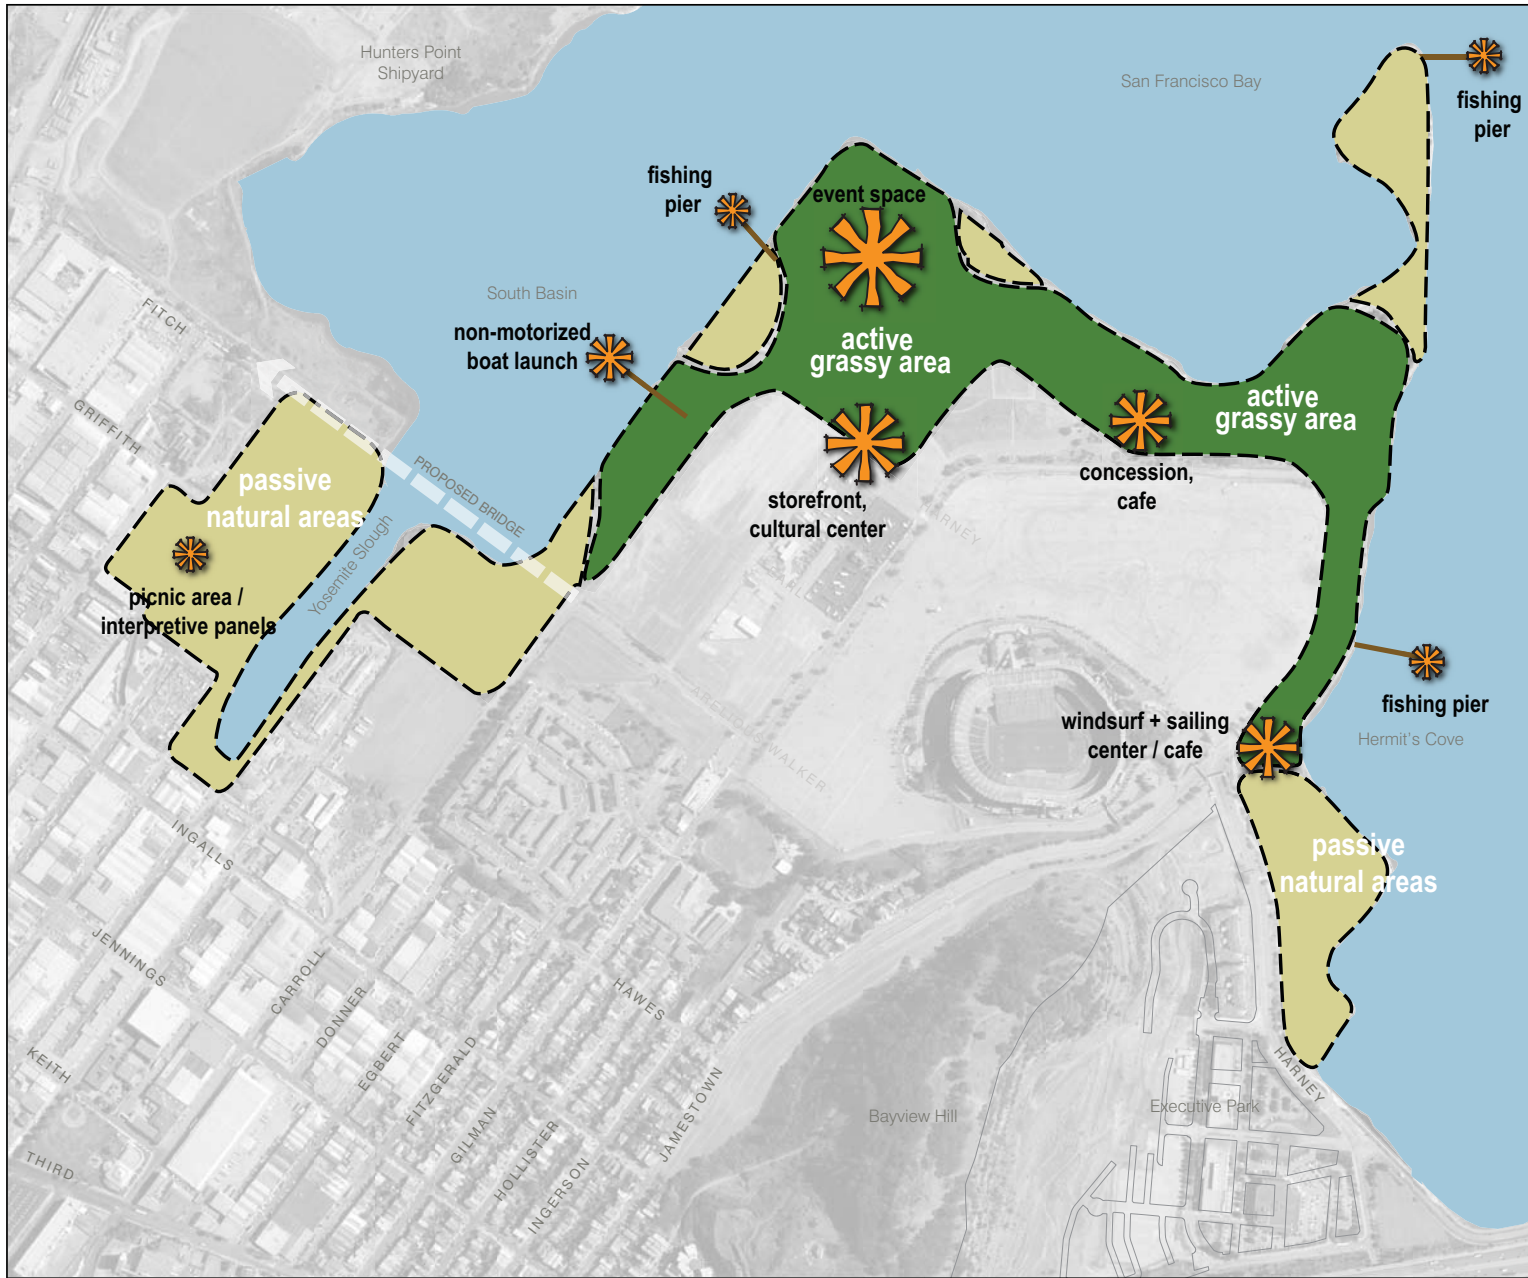 Hunters Point
Shipyard
San Francisco Bay
fishing
pier
fishing
pier
event space
South Basin
non-motorized
boat launch
FITCH
active
grassy area
active
grassy area
GRIFFITH
PROPOSED BRIDGE
passive
natural areas
concession,
cafe
storefront,
cultural center
HARNEY
Yosemite Slough
picnic area /
interpretive panels
fishing pier
windsurf + sailing
center / cafe
Hermit's Cove
WALKER
INGALLS
passive
natural areas
JENNINGS
CARROLL
DONNER
EGBERT
FITZGERALD
GILMAN
HOLLISTER
INGERSON
HAWES
JAMESTOWN
KEITH
THIRD
Bayview Hill
Executive Park
HARNEY